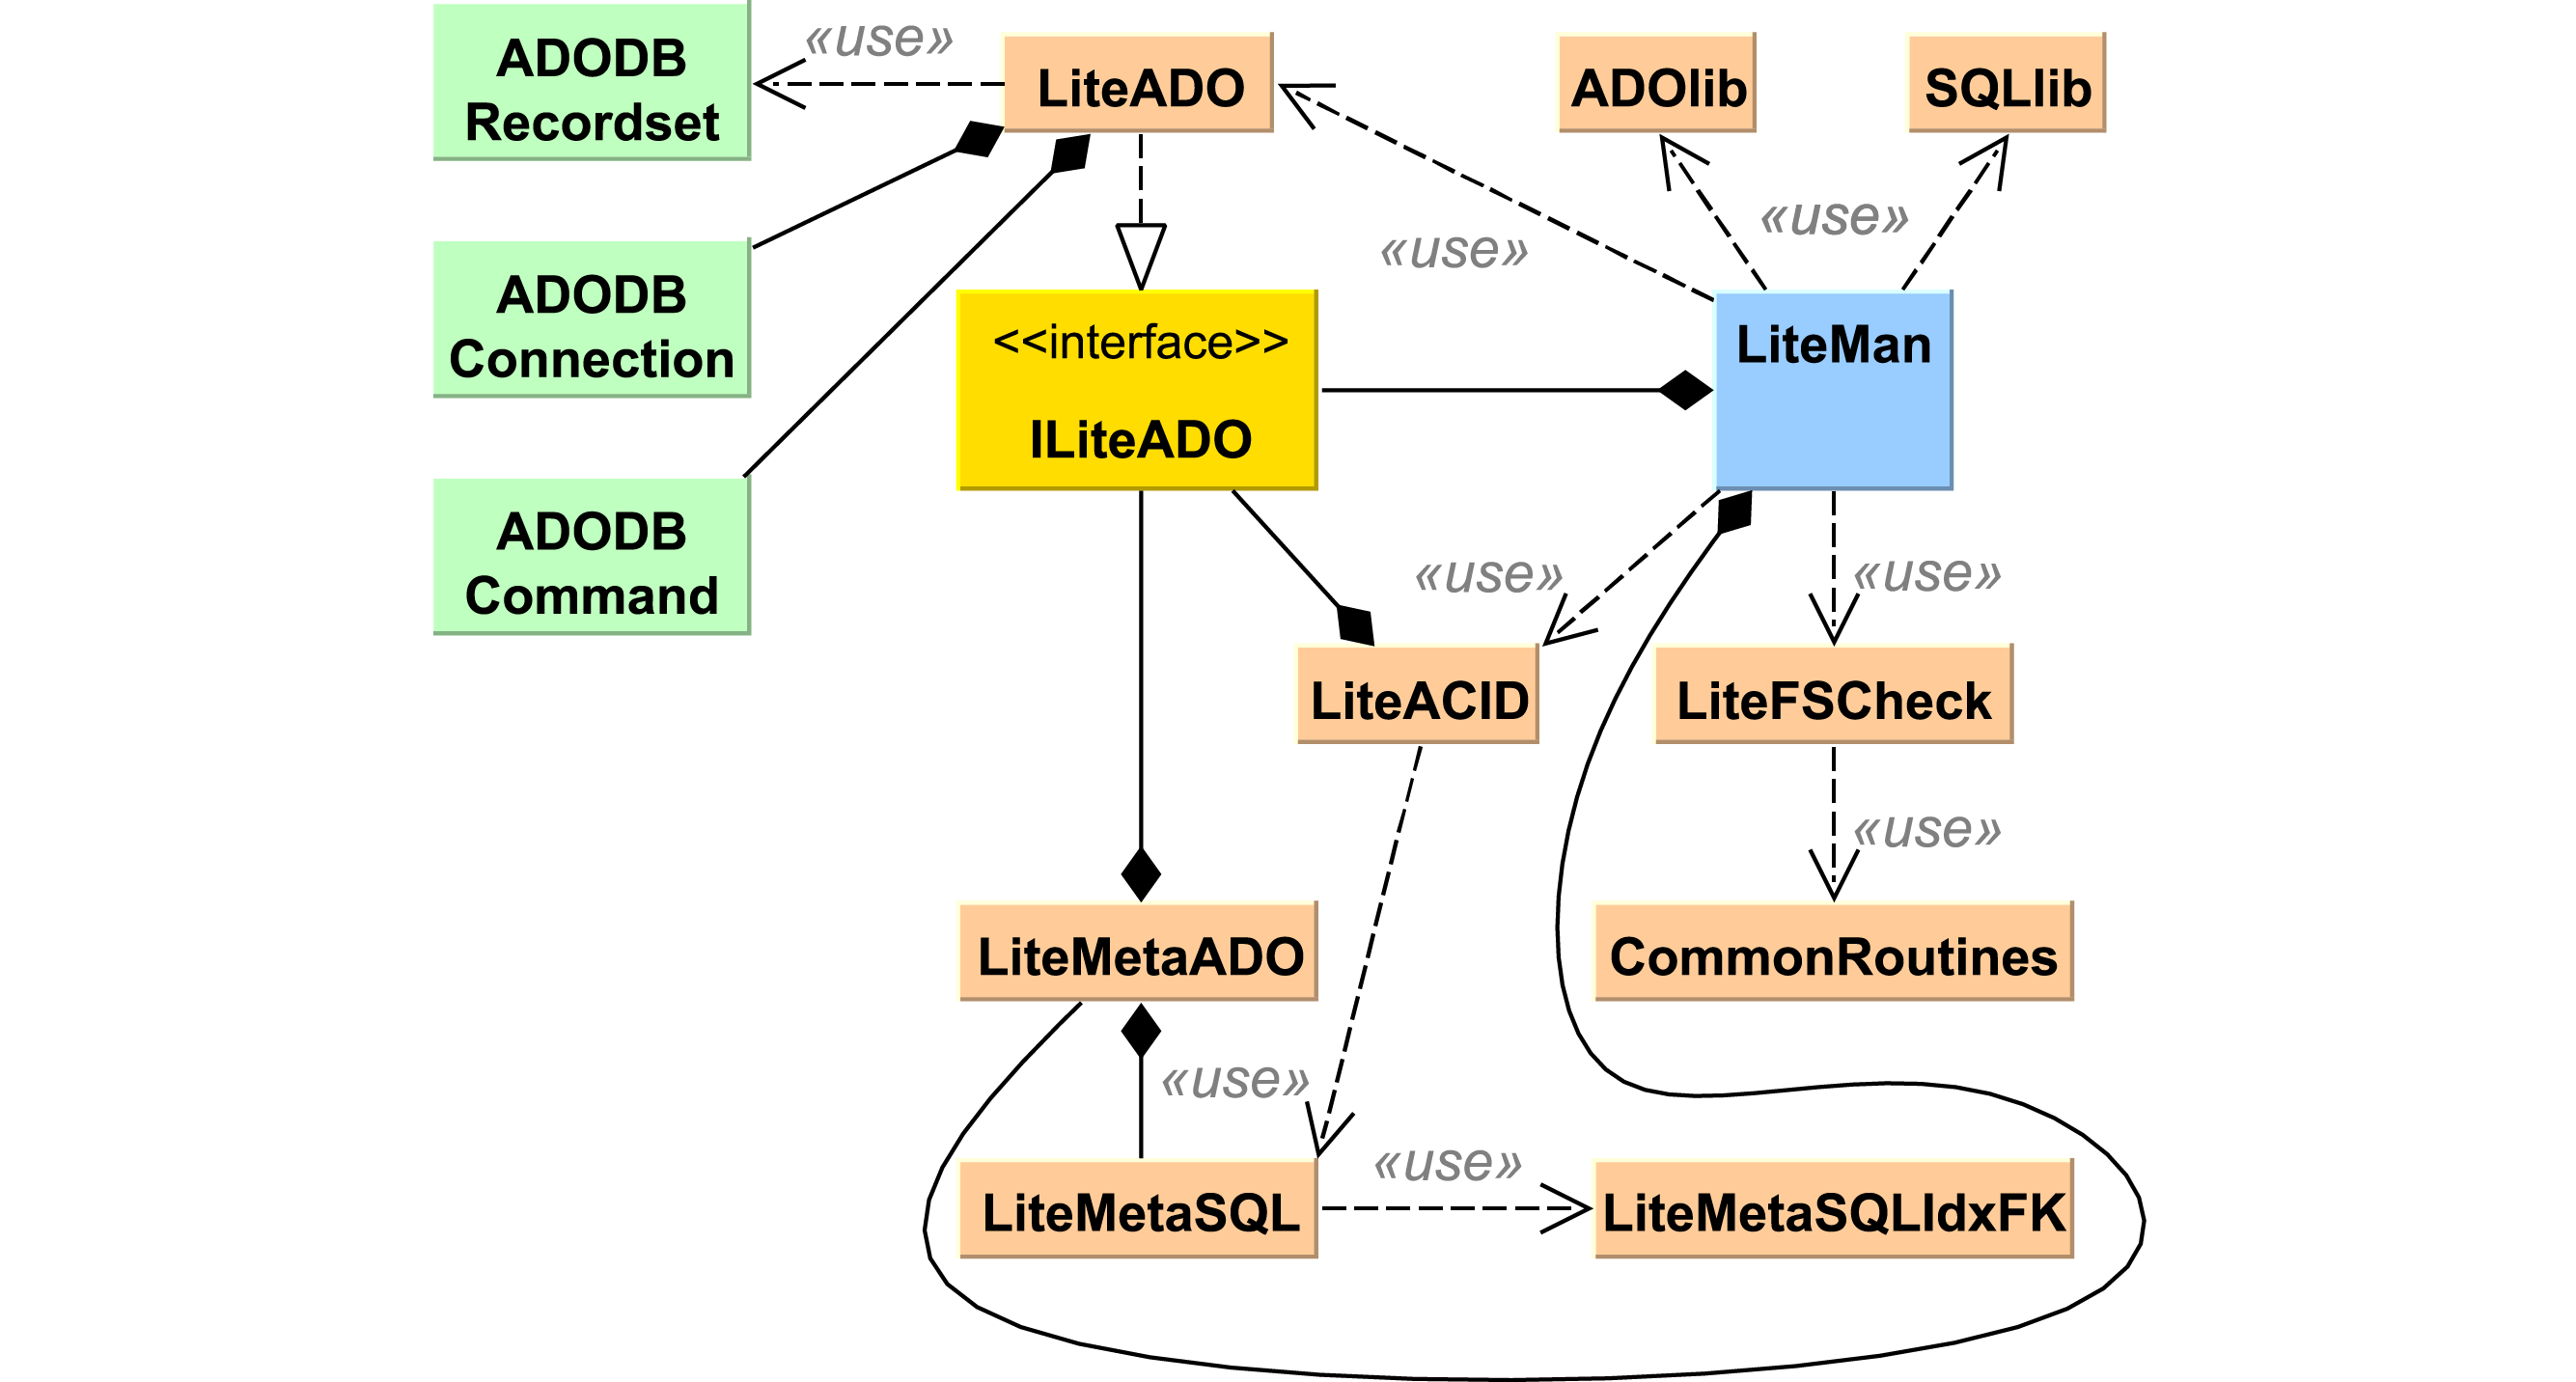 ADODB
Recordset
«use»
LiteADO
ADOlib
SQLlib
«use»
«use»
ADODB
Connection
<<interface>>
ILiteADO
LiteMan
ADODB
Command
«use»
«use»
LiteACID
LiteFSCheck
«use»
LiteMetaADO
CommonRoutines
«use»
«use»
LiteMetaSQL
LiteMetaSQLIdxFK